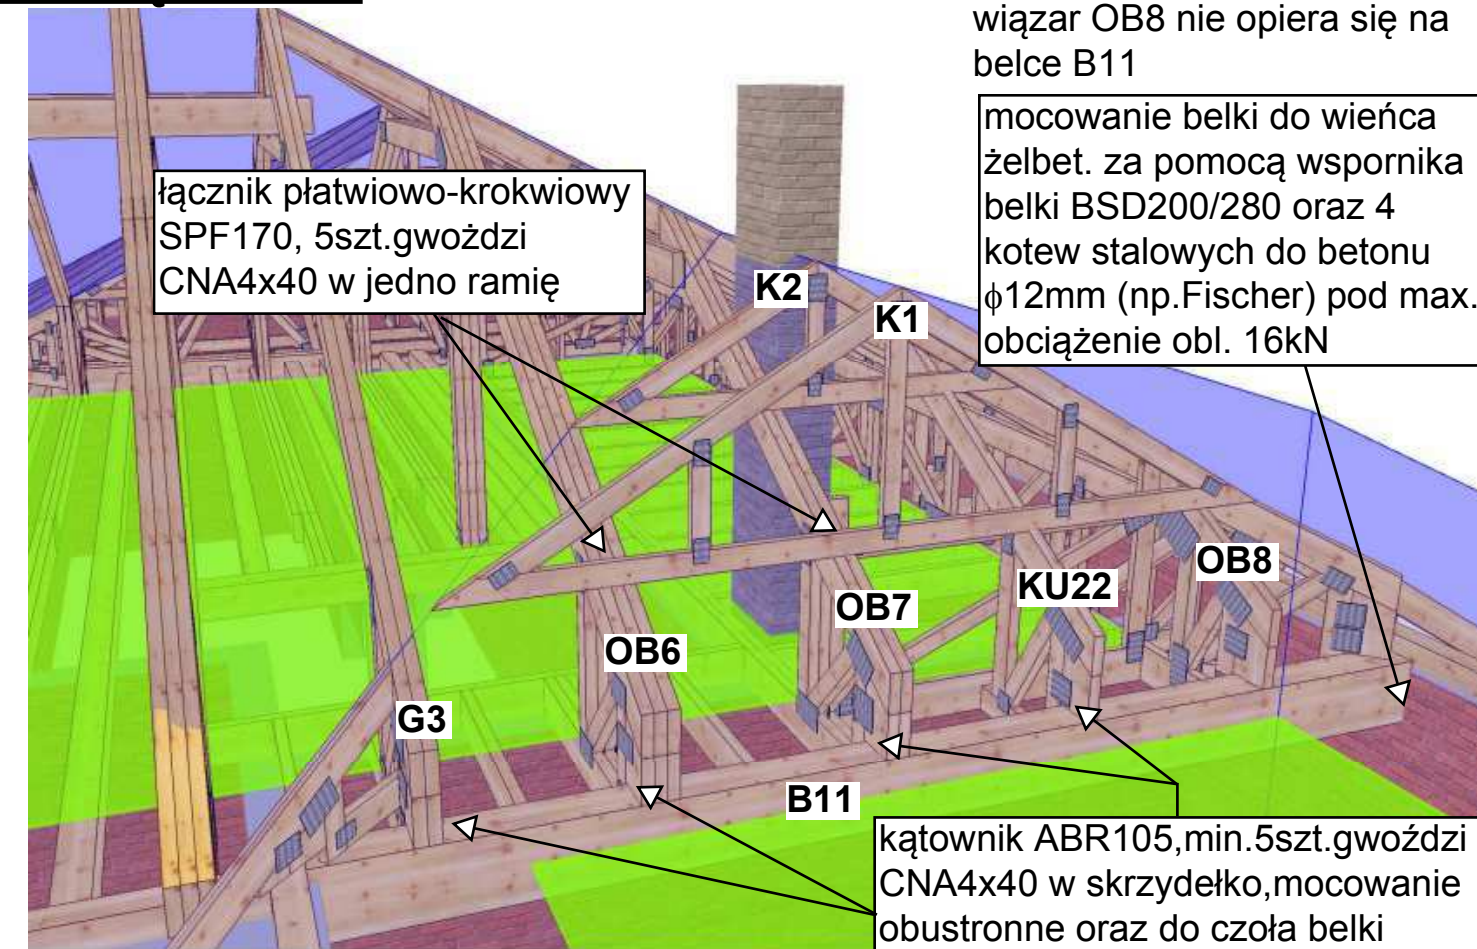 wiązar OB8 nie opiera się na
belce B11
mocowanie belki do wieńca
żelbet. za pomocą wspornika
belki BSD200/280 oraz 4
kotew stalowych do betonu
ϕ12mm (np.Fischer) pod max.
obciążenie obl. 16kN
łącznik płatwiowo-krokwiowy
SPF170, 5szt.gwożdzi
CNA4x40 w jedno ramię
K2
K1
OB8
KU22
OB7
OB6
G3
B11
kątownik ABR105,min.5szt.gwoździ
CNA4x40 w skrzydełko,mocowanie
obustronne oraz do czoła belki